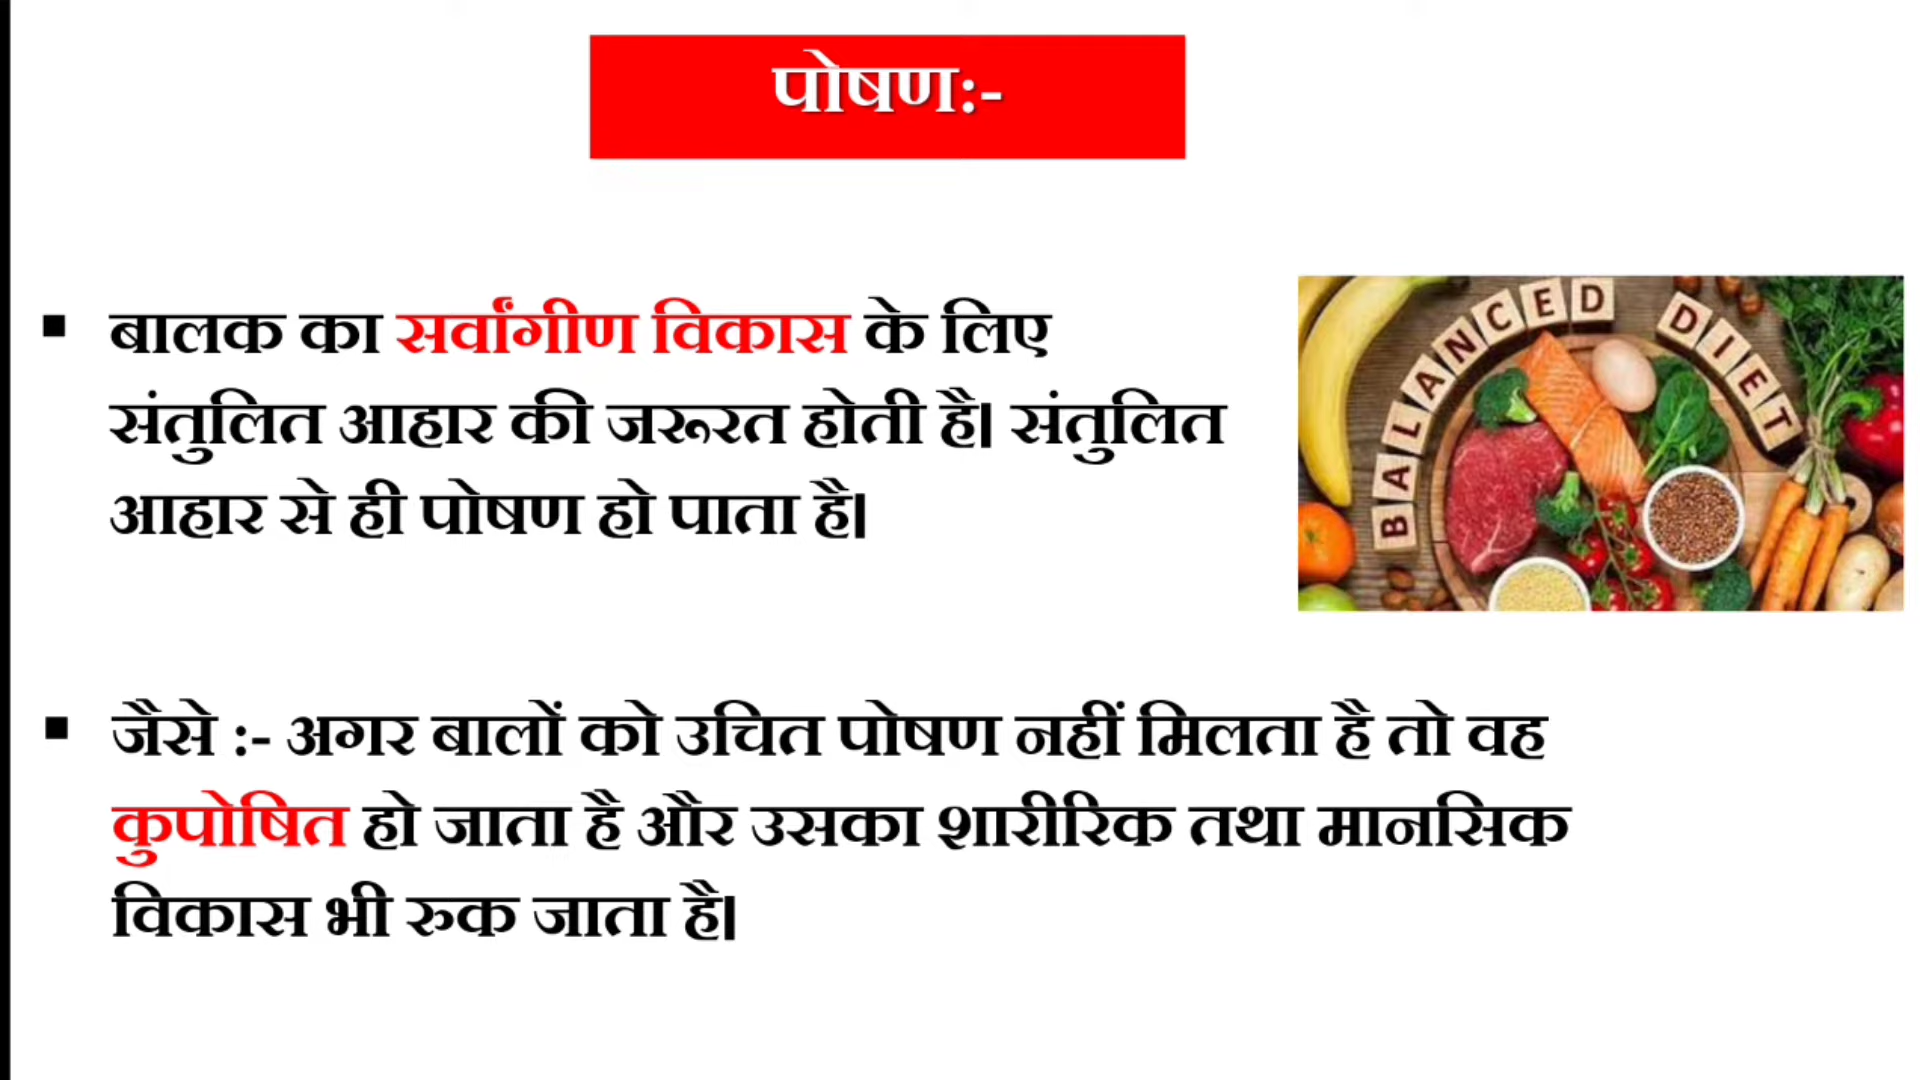 पोषण:-
▪ बालक का सर्वांगीण विकास के लिए
संतुलित आहार की जरूरत होती है। संतुलित
आहार से ही पोषण हो पाता है।
BALANCED DIET
▪ जैसे :- अगर बालों को उचित पोषण नहीं मिलता है तो वह
कुपोषित हो जाता है और उसका शारीरिक तथा मानसिक
विकास भी रुक जाता है।